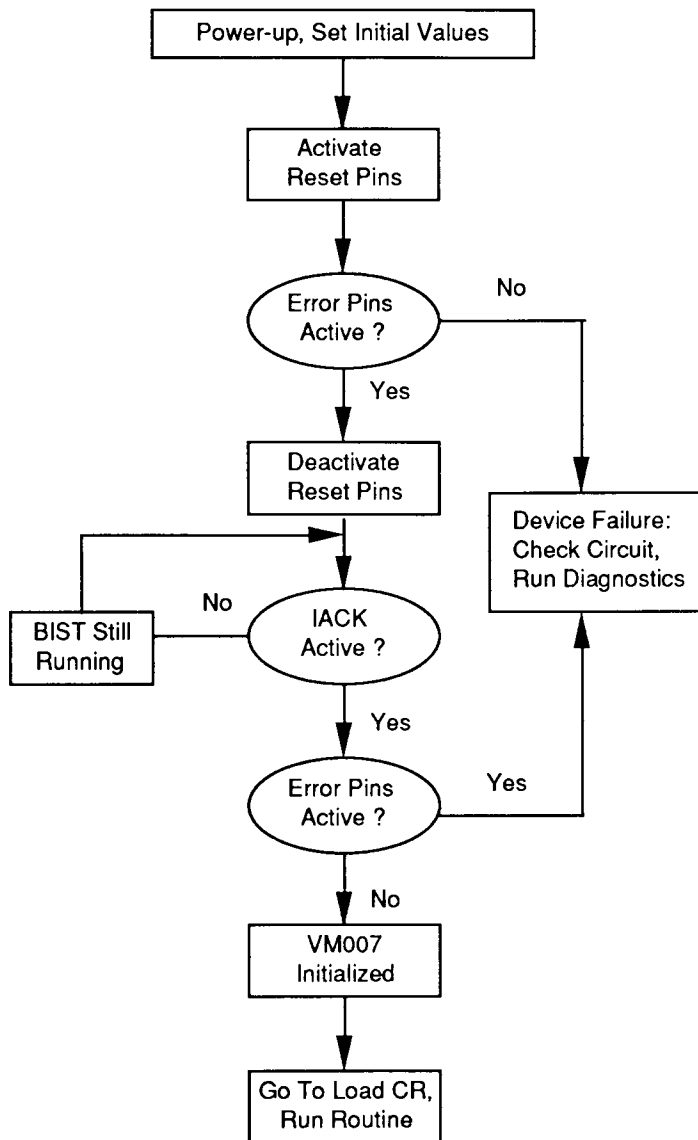 Power-up, Set Initial Values
Activate
Reset Pins
Error Pins
Active ?
No
Yes
Deactivate
Reset Pins
Device Failure:
Check Circuit,
Run Diagnostics
No
BIST Still
Running
IACK
Active ?
Yes
Error Pins
Active ?
Yes
No
VM007
Initialized
Go To Load CR,
Run Routine